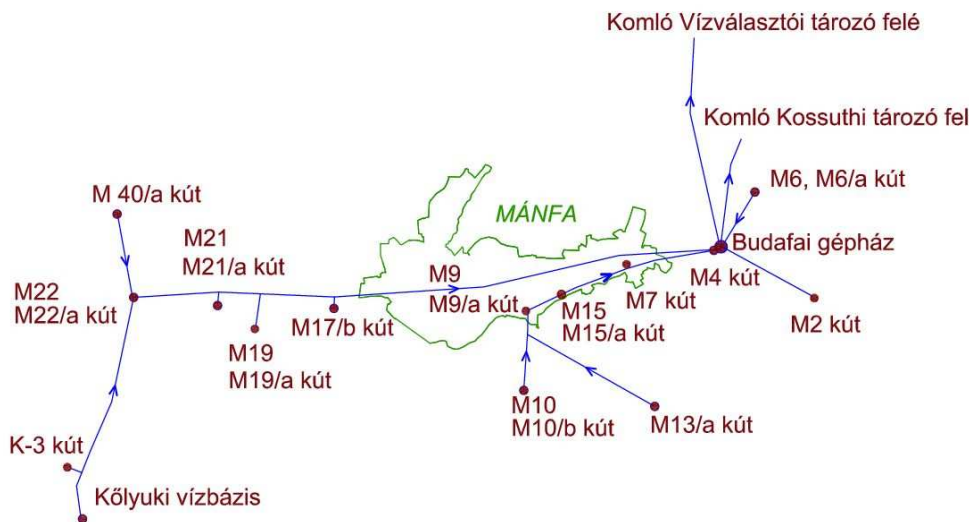 Komló Vízválasztói tározó felé
Komló Kossuthi tározó fel
M 40/a kút
M6, M6/a kút
MÁNFA
M21
M21/a kút
Budafai gépház
M9
M9/a kút
M4 kút
M22
M22/a kút
M7 kút
M15
M15/a kút
M2 kút
M17/b kút
M19
M19/a kút
M10
M10/b kút
M13/a kút
K-3 kút
Kőlyuki vízbázis